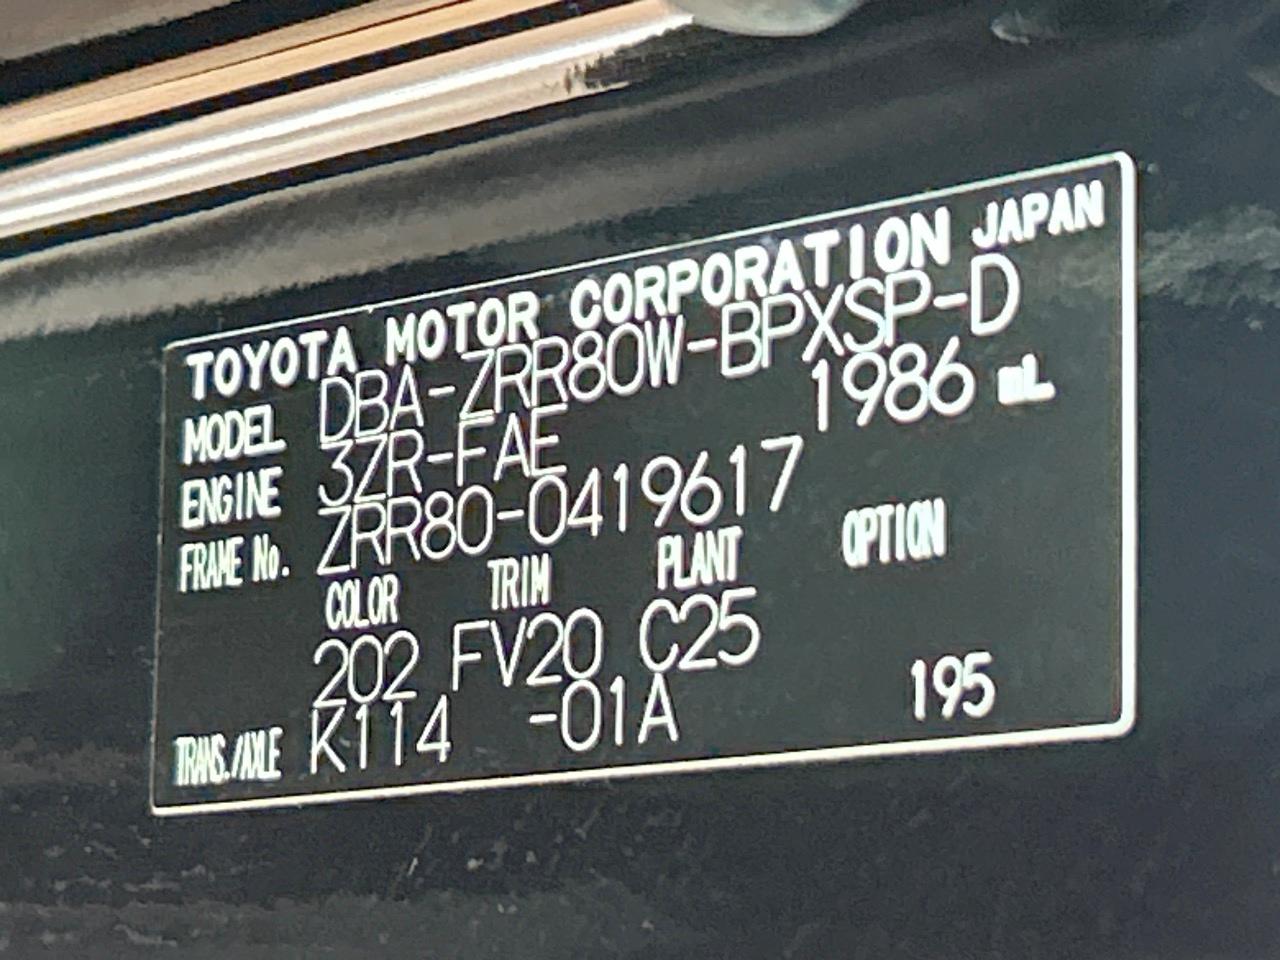 TOYOTA MOTOR CORPORATION JAPAN
MODEL DBA-ZRR80W-BPXSP-D
ENGINE 3ZR-FAE 1986 mL
FRAME No. ZRR80-0419617
COLOR TRIM PLANT OPTION
202 FV20 C25
TRANS./AXLE K114 -01A 195